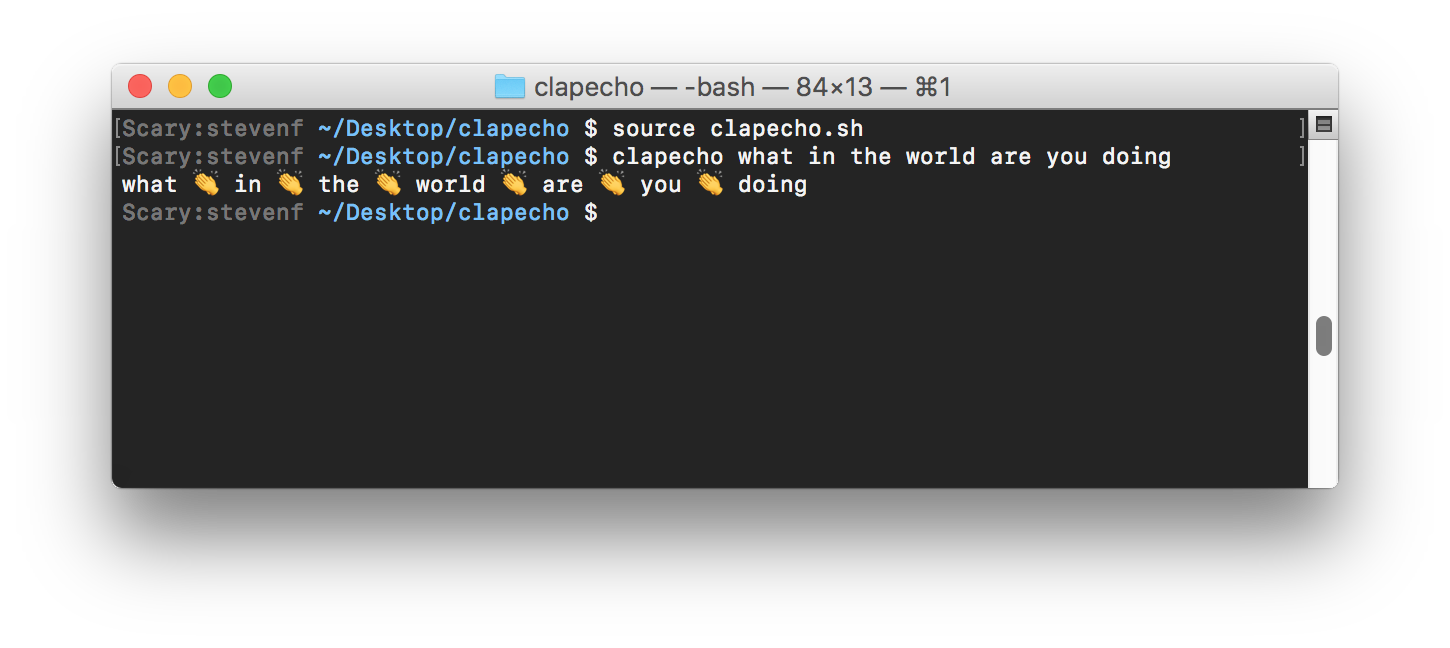 clapecho — -bash — 84×13 — ⌘1
[Scary:stevenf ~/Desktop/clapecho $ source clapecho.sh ]
[Scary:stevenf ~/Desktop/clapecho $ clapecho what in the world are you doing ]
what 👏 in 👏 the 👏 world 👏 are 👏 you 👏 doing
Scary:stevenf ~/Desktop/clapecho $